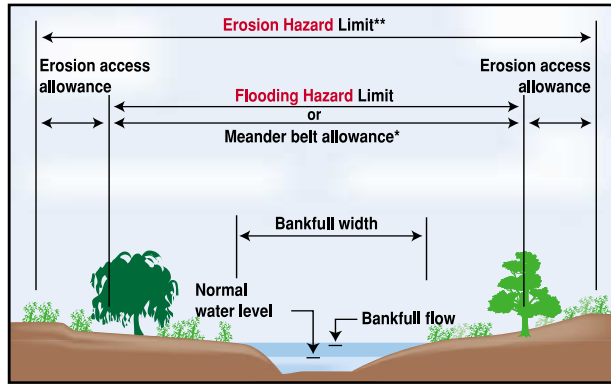 Erosion Hazard Limit**
Erosion access
allowance
Erosion access
allowance
Flooding Hazard Limit
or
Meander belt allowance*
Bankfull width
Normal
water level
Bankfull flow